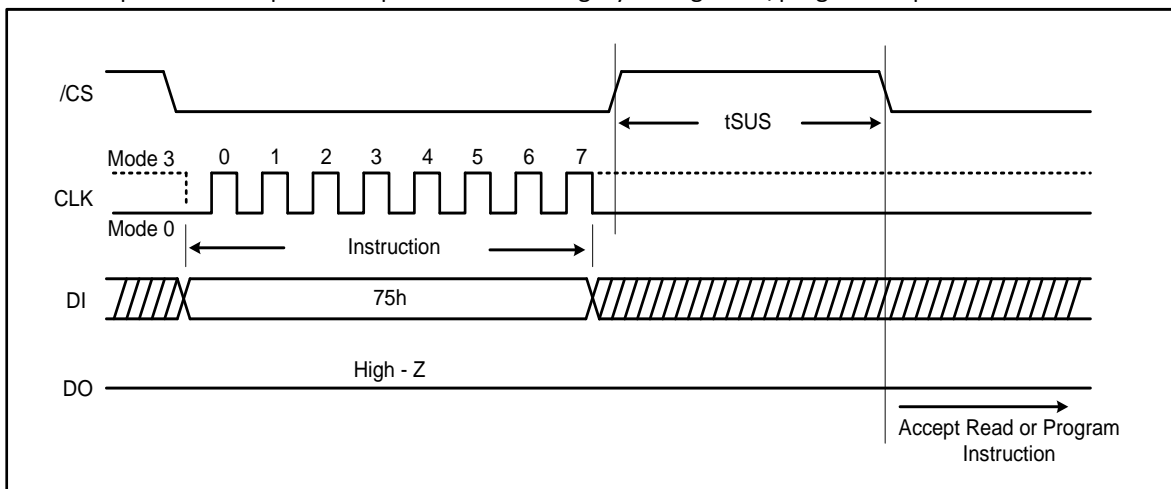 /CS
tSUS
Mode 3
0 1 2 3 4 5 6 7
CLK
Mode 0
Instruction
DI
75h
High - Z
DO
Accept Read or Program
Instruction